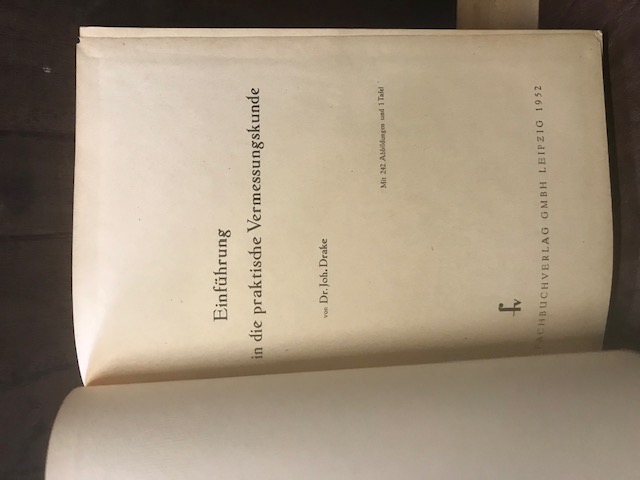 Einführung
in die praktische Vermessungskunde
von Dr. Joh. Drake
Mit 242 Abbildungen und 1 Tafel
fv
FACHBUCHVERLAG GMBH LEIPZIG 1952